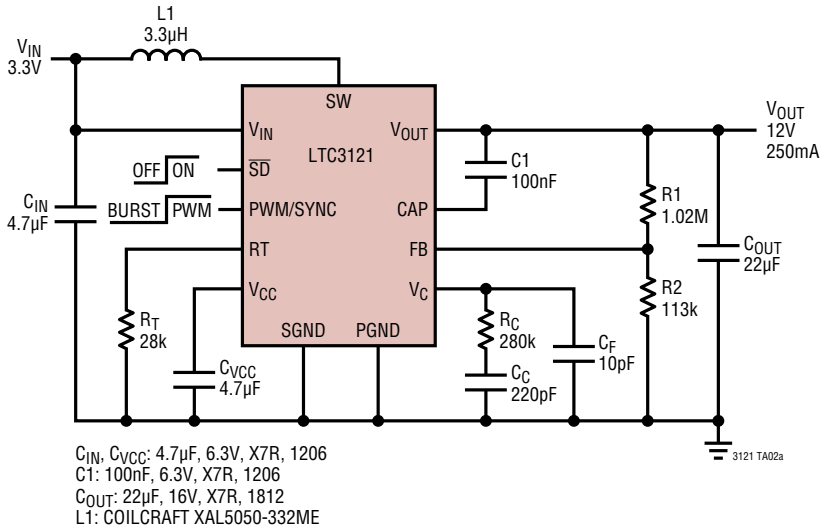 L1
3.3µH
VIN
3.3V
SW
VIN
VOUT
LTC3121
VOUT
12V
250mA
OFF ON
SD
C1
100nF
BURST PWM
PWM/SYNC
CAP
R1
1.02M
CIN
4.7µF
RT
FB
COUT
22µF
VCC
VC
R2
113k
RT
28k
SGND
PGND
RC
280k
CF
10pF
CVCC
4.7µF
CC
220pF
3121 TA02a
CIN, CVCC: 4.7µF, 6.3V, X7R, 1206
C1: 100nF, 6.3V, X7R, 1206
COUT: 22µF, 16V, X7R, 1812
L1: COILCRAFT XAL5050-332ME